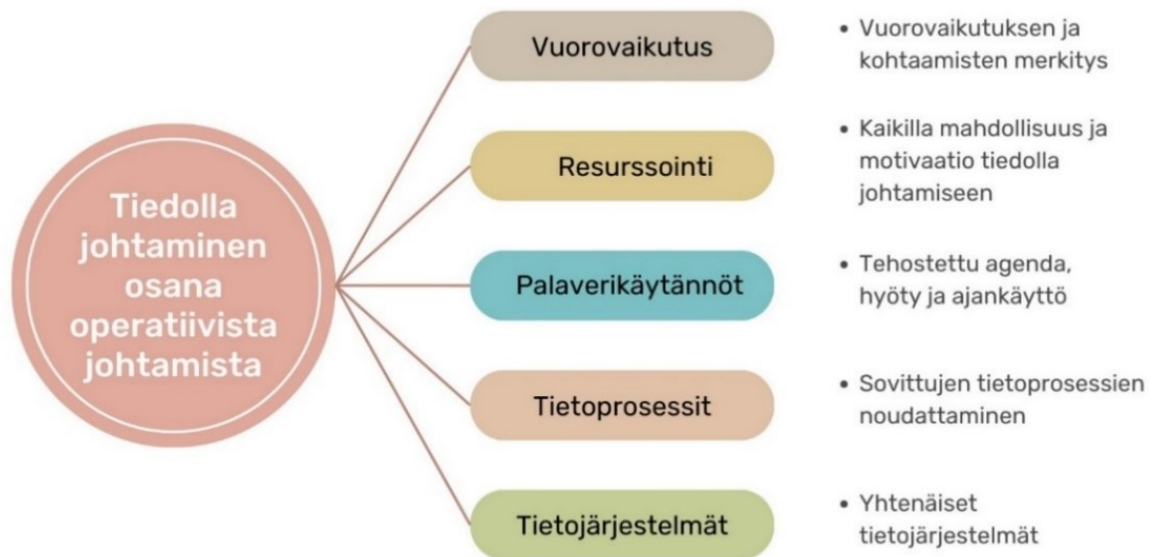 Tiedolla
johtaminen
osana
operatiivista
johtamista
Vuorovaikutus
• Vuorovaikutuksen ja
kohtaamisten merkitys
Resurssointi
• Kaikilla mahdollisuus ja
motivaatio tiedolla
johtamiseen
Palaverikäytännöt
• Tehostettu agenda,
hyöty ja ajankäyttö
Tietoprosessit
• Sovittujen tietoprosessien
noudattaminen
Tietojärjestelmät
• Yhtenäiset
tietojärjestelmät